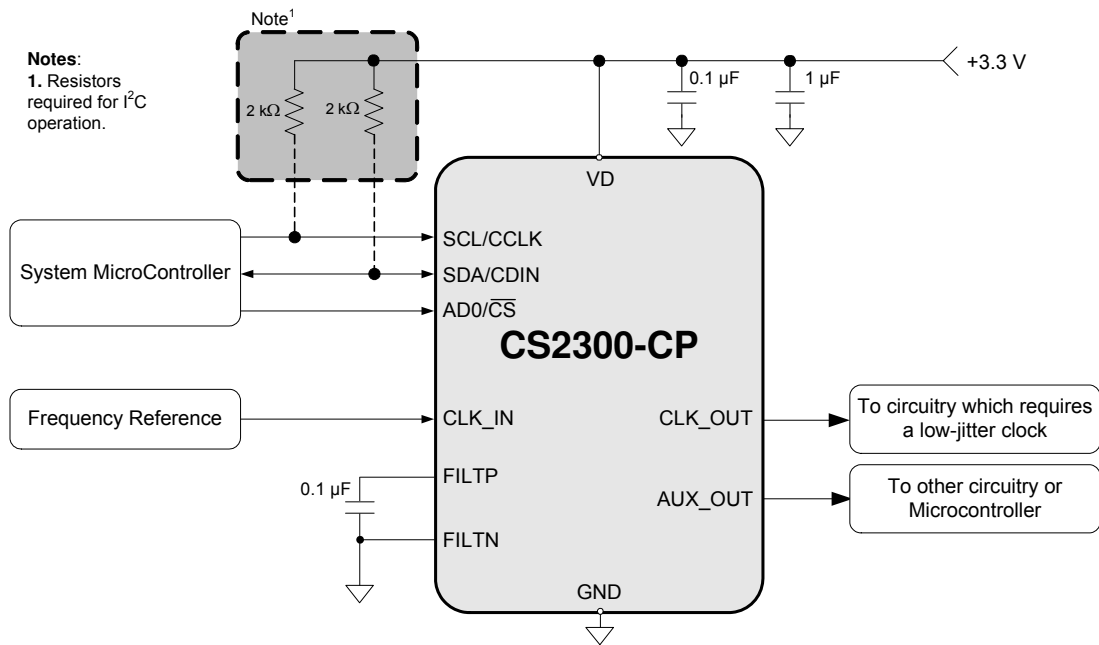 Note¹
Notes:
1. Resistors
required for I²C
operation.
2 kΩ
2 kΩ
0.1 µF
1 µF
+3.3 V
VD
System MicroController
SCL/CCLK
SDA/CDIN
AD0/C̅S̅
CS2300-CP
Frequency Reference
CLK_IN
CLK_OUT
To circuitry which requires
a low-jitter clock
0.1 µF
FILTP
FILTN
AUX_OUT
To other circuitry or
Microcontroller
GND